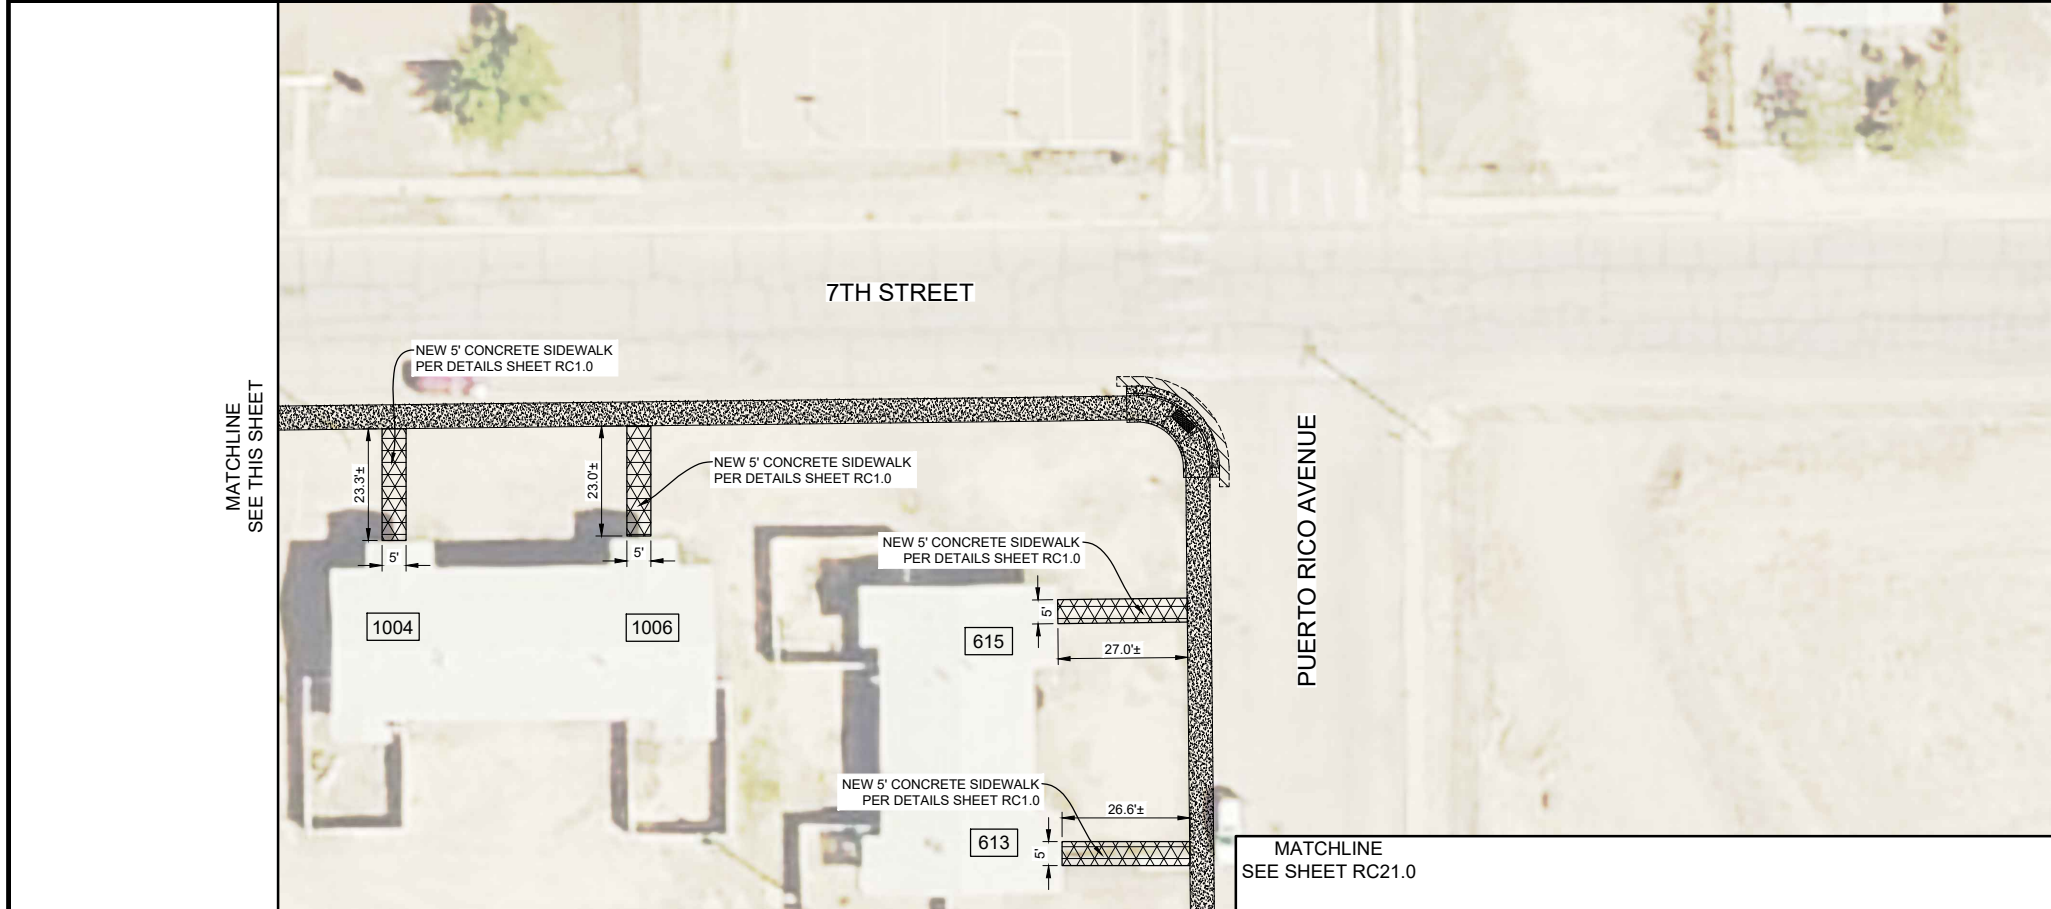 7TH STREET
NEW 5' CONCRETE SIDEWALK
PER DETAILS SHEET RC1.0
MATCHLINE
SEE THIS SHEET
23.3'±
23.0'±
NEW 5' CONCRETE SIDEWALK
PER DETAILS SHEET RC1.0
PUERTO RICO AVENUE
5'
5'
NEW 5' CONCRETE SIDEWALK
PER DETAILS SHEET RC1.0
1004
1006
615
5'
27.0'±
NEW 5' CONCRETE SIDEWALK
PER DETAILS SHEET RC1.0
26.6'±
613
5'
MATCHLINE
SEE SHEET RC21.0